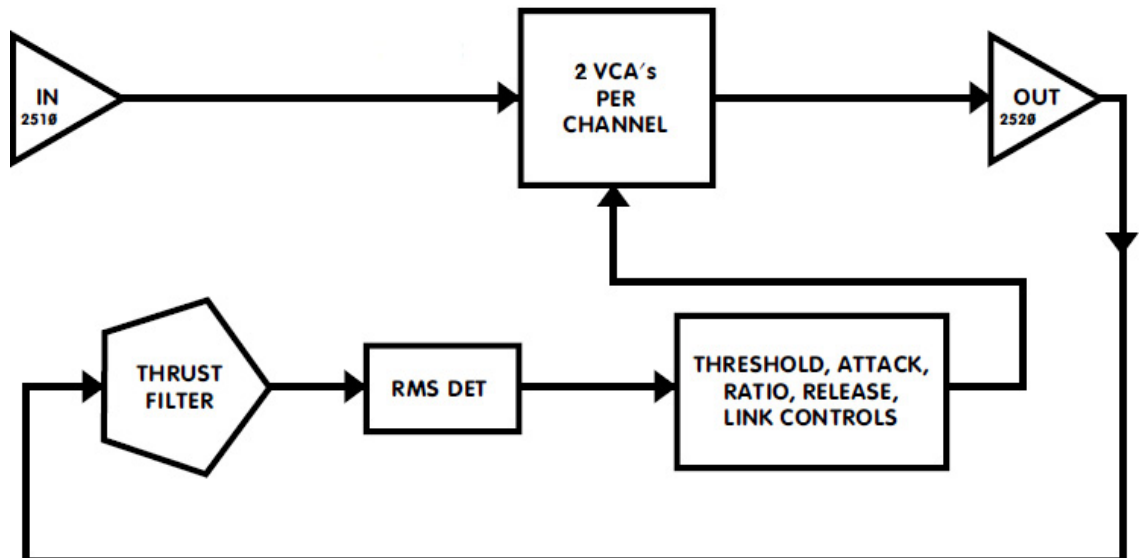 IN
2510
2 VCA's
PER
CHANNEL
OUT
2520
THRUST
FILTER
RMS DET
THRESHOLD, ATTACK,
RATIO, RELEASE,
LINK CONTROLS